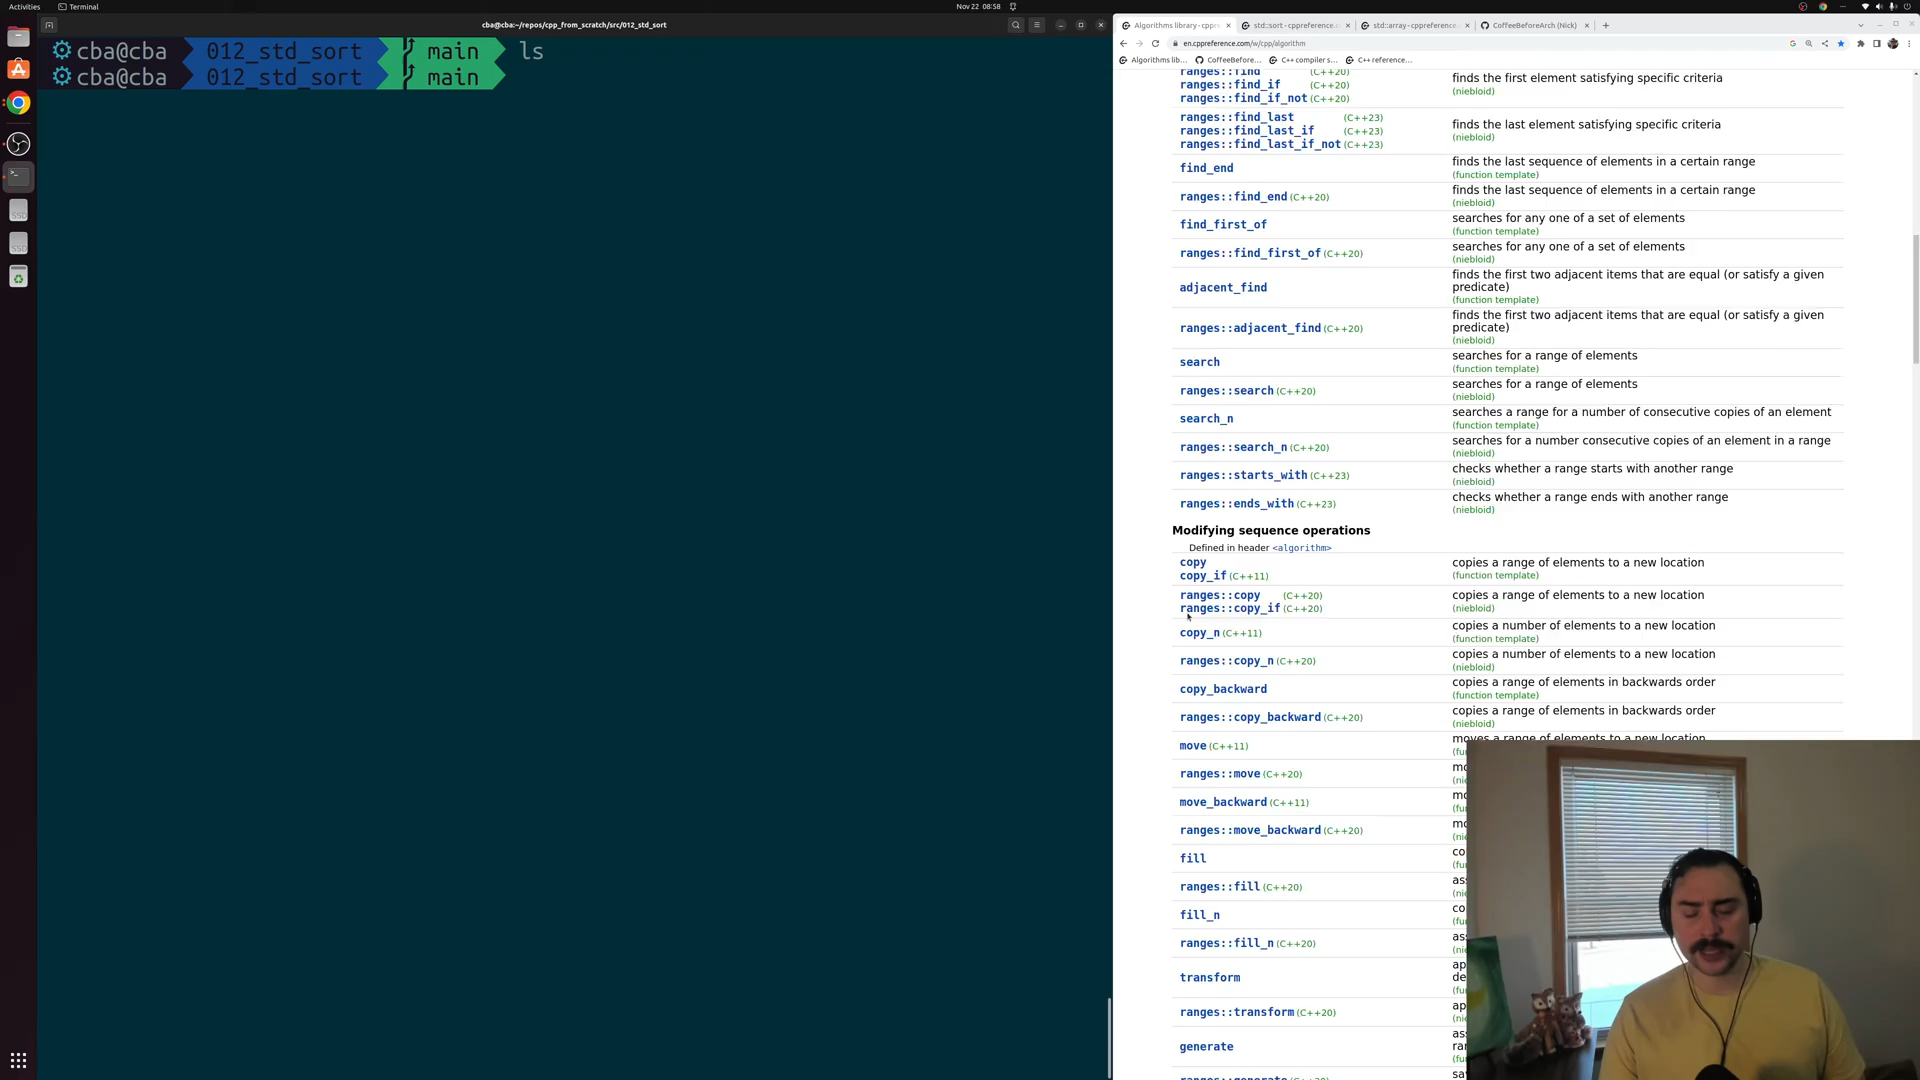 Activities
Terminal
Nov 22 08:58
cba@cba:~/repos/cpp_from_scratch/src/012_std_sort
cba@cba 012_std_sort main ls
cba@cba 012_std_sort main
SSD
SSD
Algorithms library - cppre
std::sort - cppreference.
std::array - cppreference.
CoffeeBeforeArch (Nick)
en.cppreference.com/w/cpp/algorithm
Algorithms lib...
CoffeeBefore...
C++ compiler s...
C++ reference...
ranges::find (C++20)
ranges::find_if (C++20)
ranges::find_if_not (C++20)
finds the first element satisfying specific criteria
(niebloid)
ranges::find_last (C++23)
ranges::find_last_if (C++23)
ranges::find_last_if_not (C++23)
finds the last element satisfying specific criteria
(niebloid)
find_end
finds the last sequence of elements in a certain range
(function template)
ranges::find_end (C++20)
finds the last sequence of elements in a certain range
(niebloid)
find_first_of
searches for any one of a set of elements
(function template)
ranges::find_first_of (C++20)
searches for any one of a set of elements
(niebloid)
adjacent_find
finds the first two adjacent items that are equal (or satisfy a given
predicate)
(function template)
ranges::adjacent_find (C++20)
finds the first two adjacent items that are equal (or satisfy a given
predicate)
(niebloid)
search
searches for a range of elements
(function template)
ranges::search (C++20)
searches for a range of elements
(niebloid)
search_n
searches a range for a number of consecutive copies of an element
(function template)
ranges::search_n (C++20)
searches for a number consecutive copies of an element in a range
(niebloid)
ranges::starts_with (C++23)
checks whether a range starts with another range
(niebloid)
ranges::ends_with (C++23)
checks whether a range ends with another range
(niebloid)
Modifying sequence operations
Defined in header <algorithm>
copy
copy_if (C++11)
copies a range of elements to a new location
(function template)
ranges::copy (C++20)
ranges::copy_if (C++20)
copies a range of elements to a new location
(niebloid)
copy_n (C++11)
copies a number of elements to a new location
(function template)
ranges::copy_n (C++20)
copies a number of elements to a new location
(niebloid)
copy_backward
copies a range of elements in backwards order
(function template)
ranges::copy_backward (C++20)
copies a range of elements in backwards order
(niebloid)
move (C++11)
moves a range of elements to a new location
ranges::move (C++20)
move_backward (C++11)
ranges::move_backward (C++20)
fill
ranges::fill (C++20)
fill_n
ranges::fill_n (C++20)
transform
ranges::transform (C++20)
generate
ranges::generate (C++20)